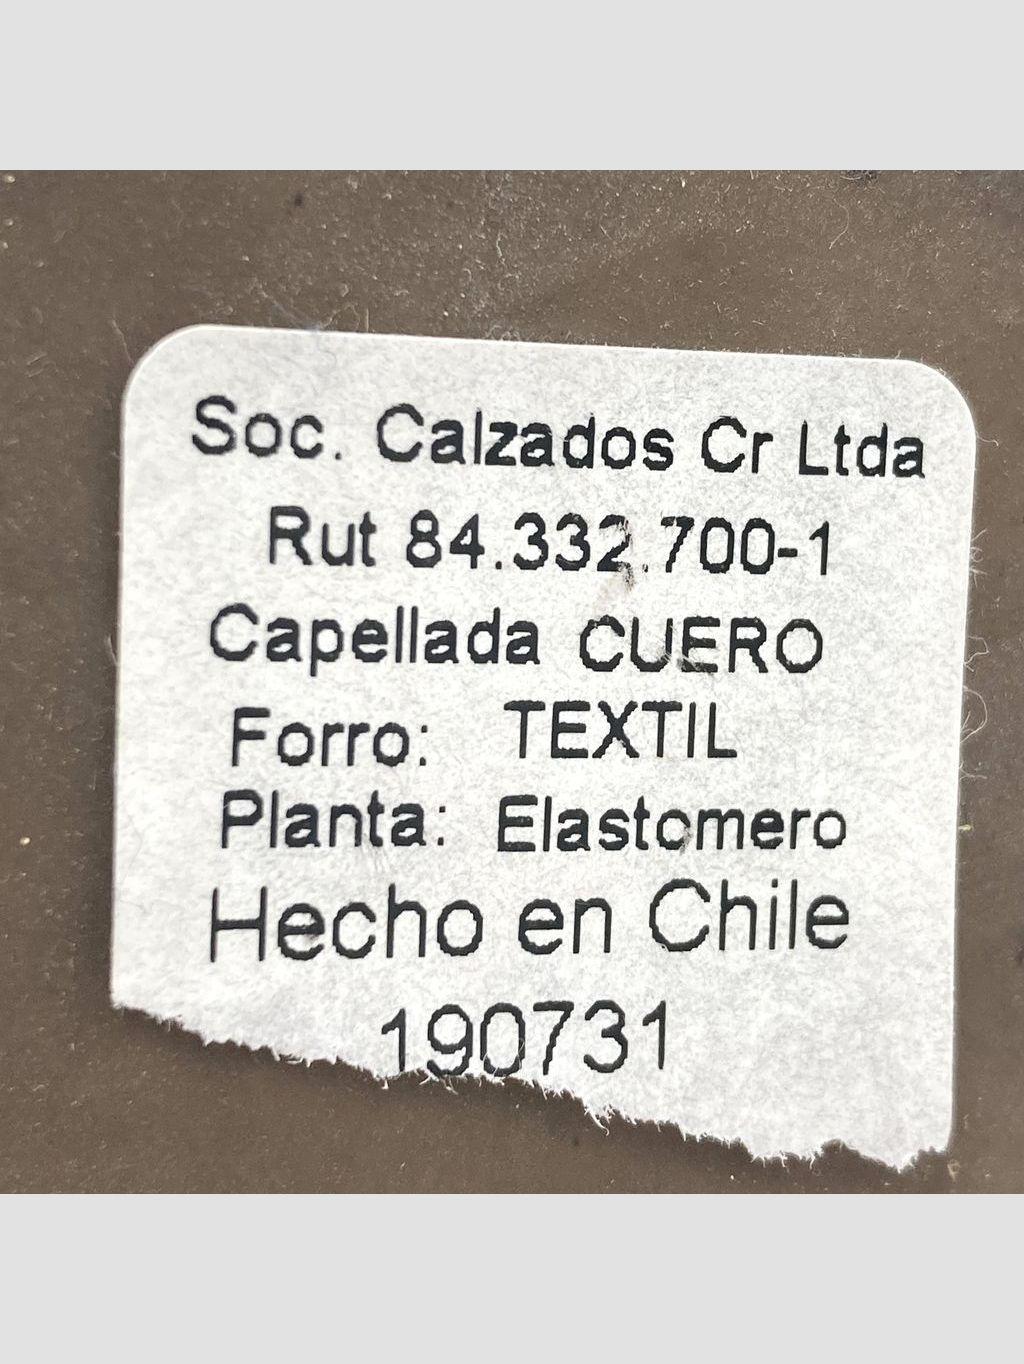 Soc. Calzados Cr Ltda
Rut 84.332.700-1
Capellada CUERO
Forro: TEXTIL
Planta: Elastomero
Hecho en Chile
190731